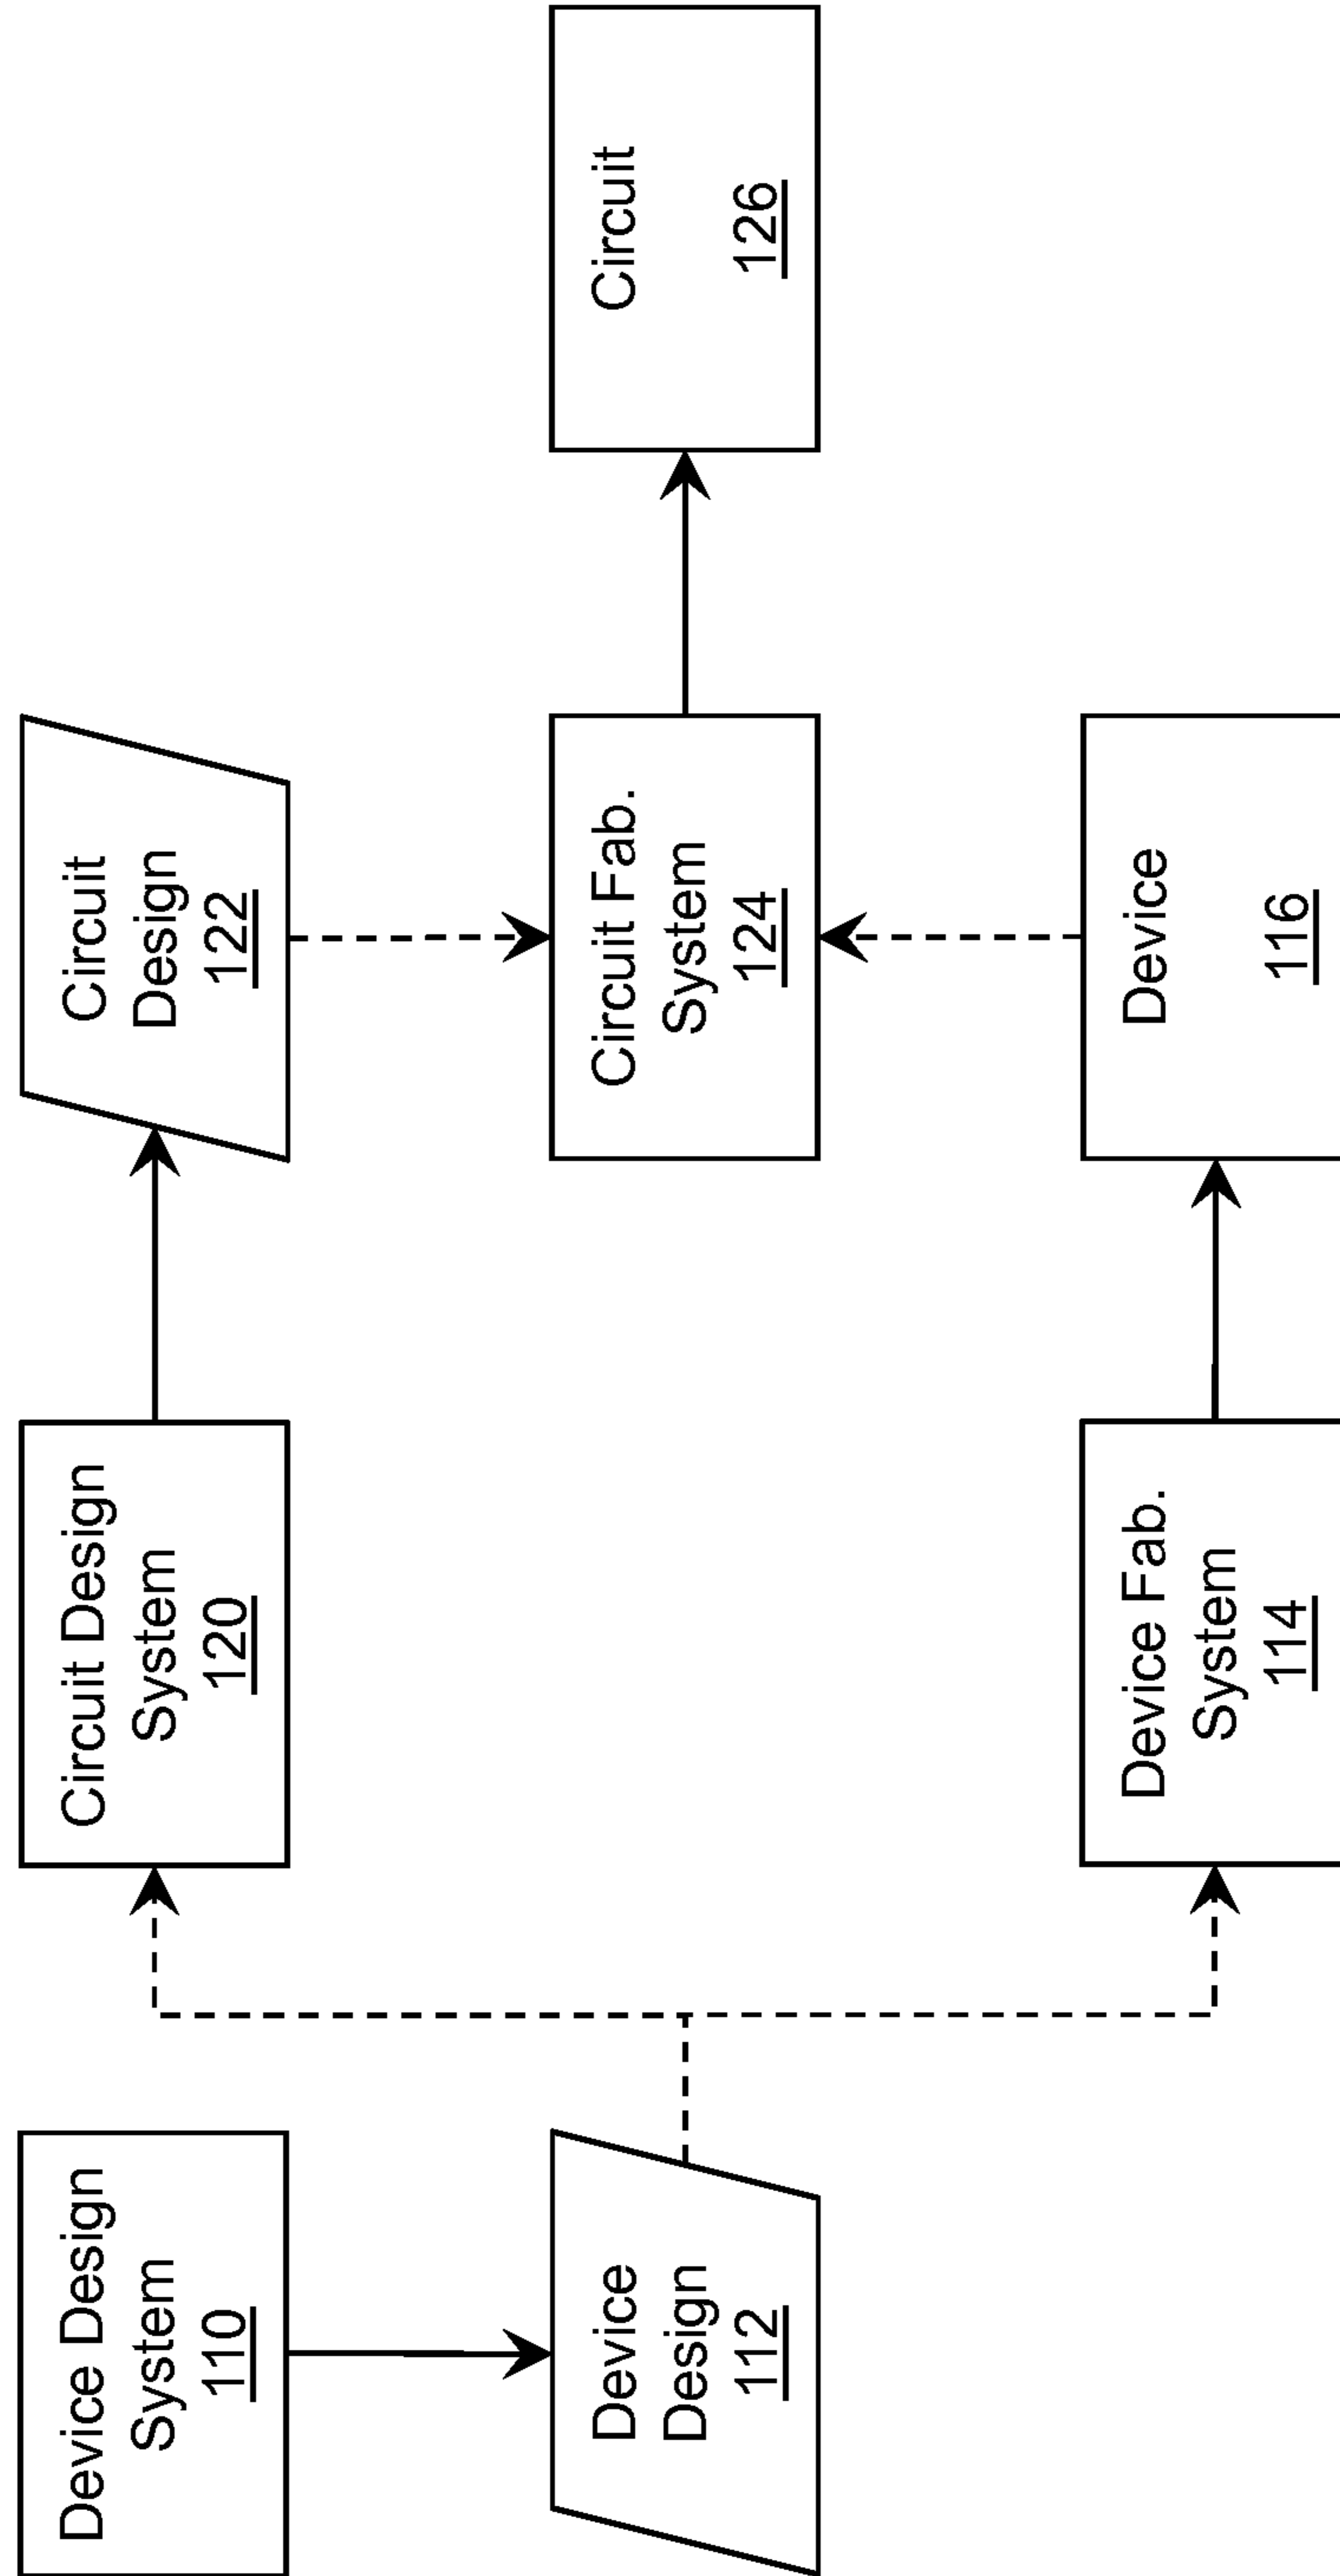 Device Design
System
110
Device
Design
112
Circuit Design
System
120
Device Fab.
System
114
Circuit
Design
122
Circuit Fab.
System
124
Device
116
Circuit
126